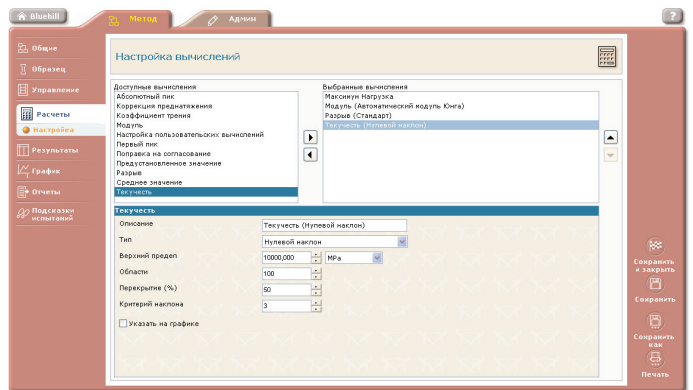 Bluehill
Метод
Админ
?
Общие
Образец
Управление
Расчеты
Настройка
Результаты
График
Отчеты
Подсказки
испытаний
Настройка вычислений
Доступные вычисления
Абсолютный пик
Коррекция преднатяжения
Коэффициент трения
Модуль
Настройка пользовательских вычислений
Первый пик
Поправка на согласование
Предустановленное значение
Разрыв
Среднее значение
Текучесть
Выбранные вычисления
Максимум Нагрузка
Модуль (Автоматический модуль Юнга)
Разрыв (Стандарт)
Текучесть (Нулевой наклон)
Текучесть
Описание Текучесть (Нулевой наклон)
Тип Нулевой наклон
Верхний предел 10000,000 MPa
Области 100
Перекрытие (%) 50
Критерий наклона 3
Указать на графике
Сохранить
и закрыть
Сохранить
Сохранить
как
Печать